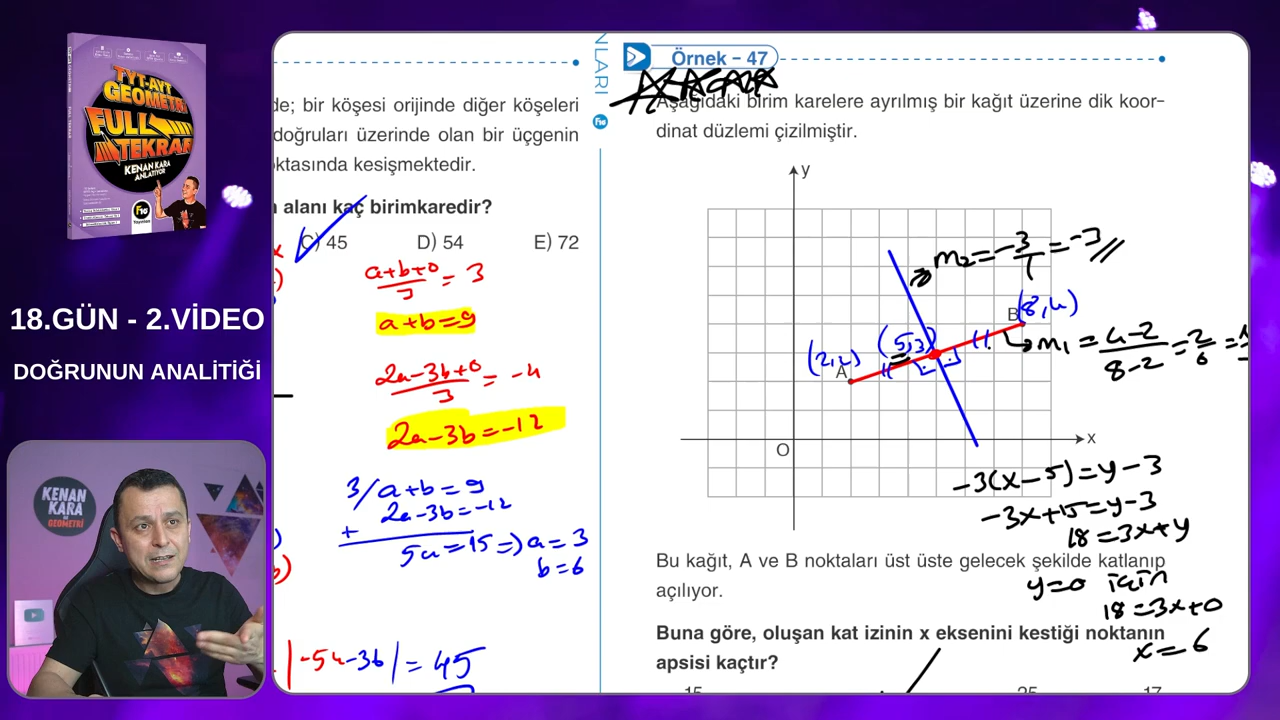 TYT-AYT
GEOMETRİ
FULL
TEKRAR
KENAN KARA
ANLATIYOR
18.GÜN - 2.VİDEO
DOĞRUNUN ANALİTİĞİ
KENAN
KARA
GEOMETRİ
de; bir köşesi orijinde diğer köşeleri
doğruları üzerinde olan bir üçgenin
ktasında kesişmektedir.
alanı kaç birimkaredir?
C) 45 D) 54 E) 72
a+b+0/3 = 3
a+b=9
2a-3b+0/3 = -4
2a-3b=-12
3/ a+b=9
+ 2a-3b=-12
5a=15 => a=3
b=6
|-5a-3b|=45
NLARI
Örnek – 47
Aşağıdaki birim karelere ayrılmış bir kağıt üzerine dik koor-
dinat düzlemi çizilmiştir.
y
m2=-3/1=-3//
B (8,4)
(5,3)
m1=4-2/8-2=2/6=
A
O
x
-3(x-5)=y-3
-3x+15=y-3
18=3x+y
Bu kağıt, A ve B noktaları üst üste gelecek şekilde katlanıp
açılıyor.
y=0 için
18=3x+0
x=6
Buna göre, oluşan kat izinin x eksenini kestiği noktanın
apsisi kaçtır?